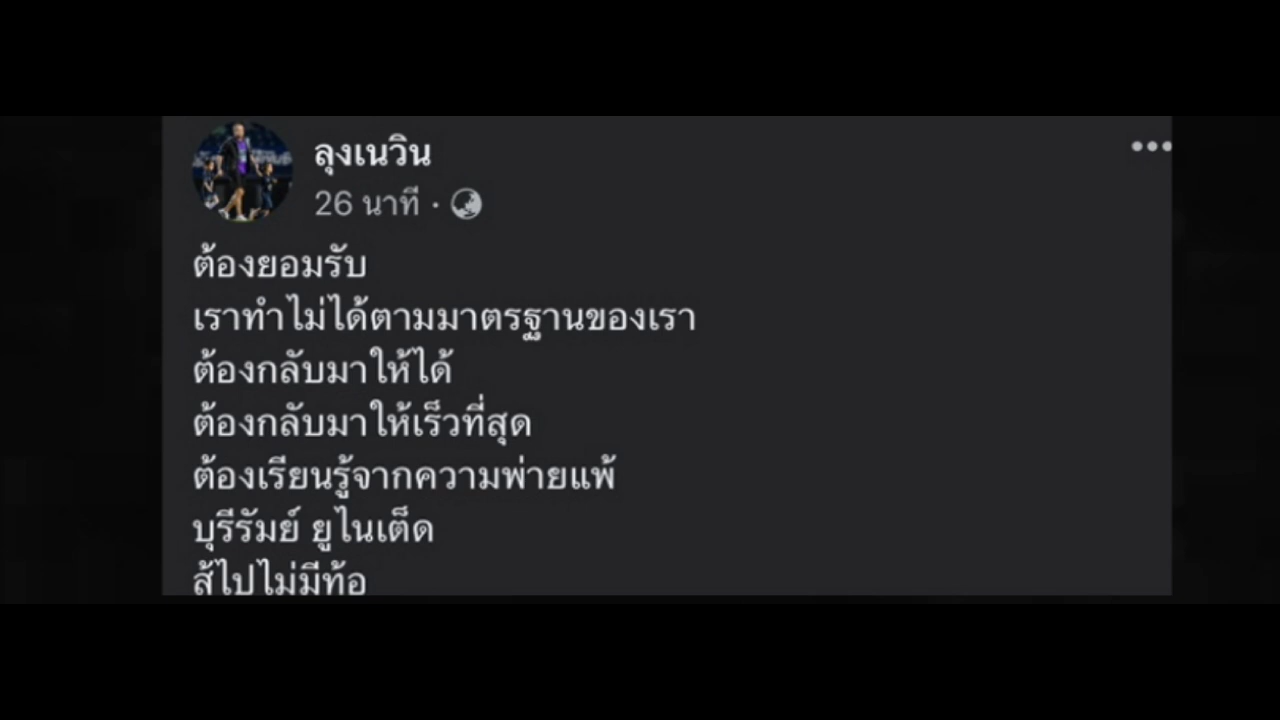 ลุงเนวิน
26 นาที ·
ต้องยอมรับ
เราทำไม่ได้ตามมาตรฐานของเรา
ต้องกลับมาให้ได้
ต้องกลับมาให้เร็วที่สุด
ต้องเรียนรู้จากความพ่ายแพ้
บุรีรัมย์ ยูไนเต็ด
สู้ไปไม่มีท้อ